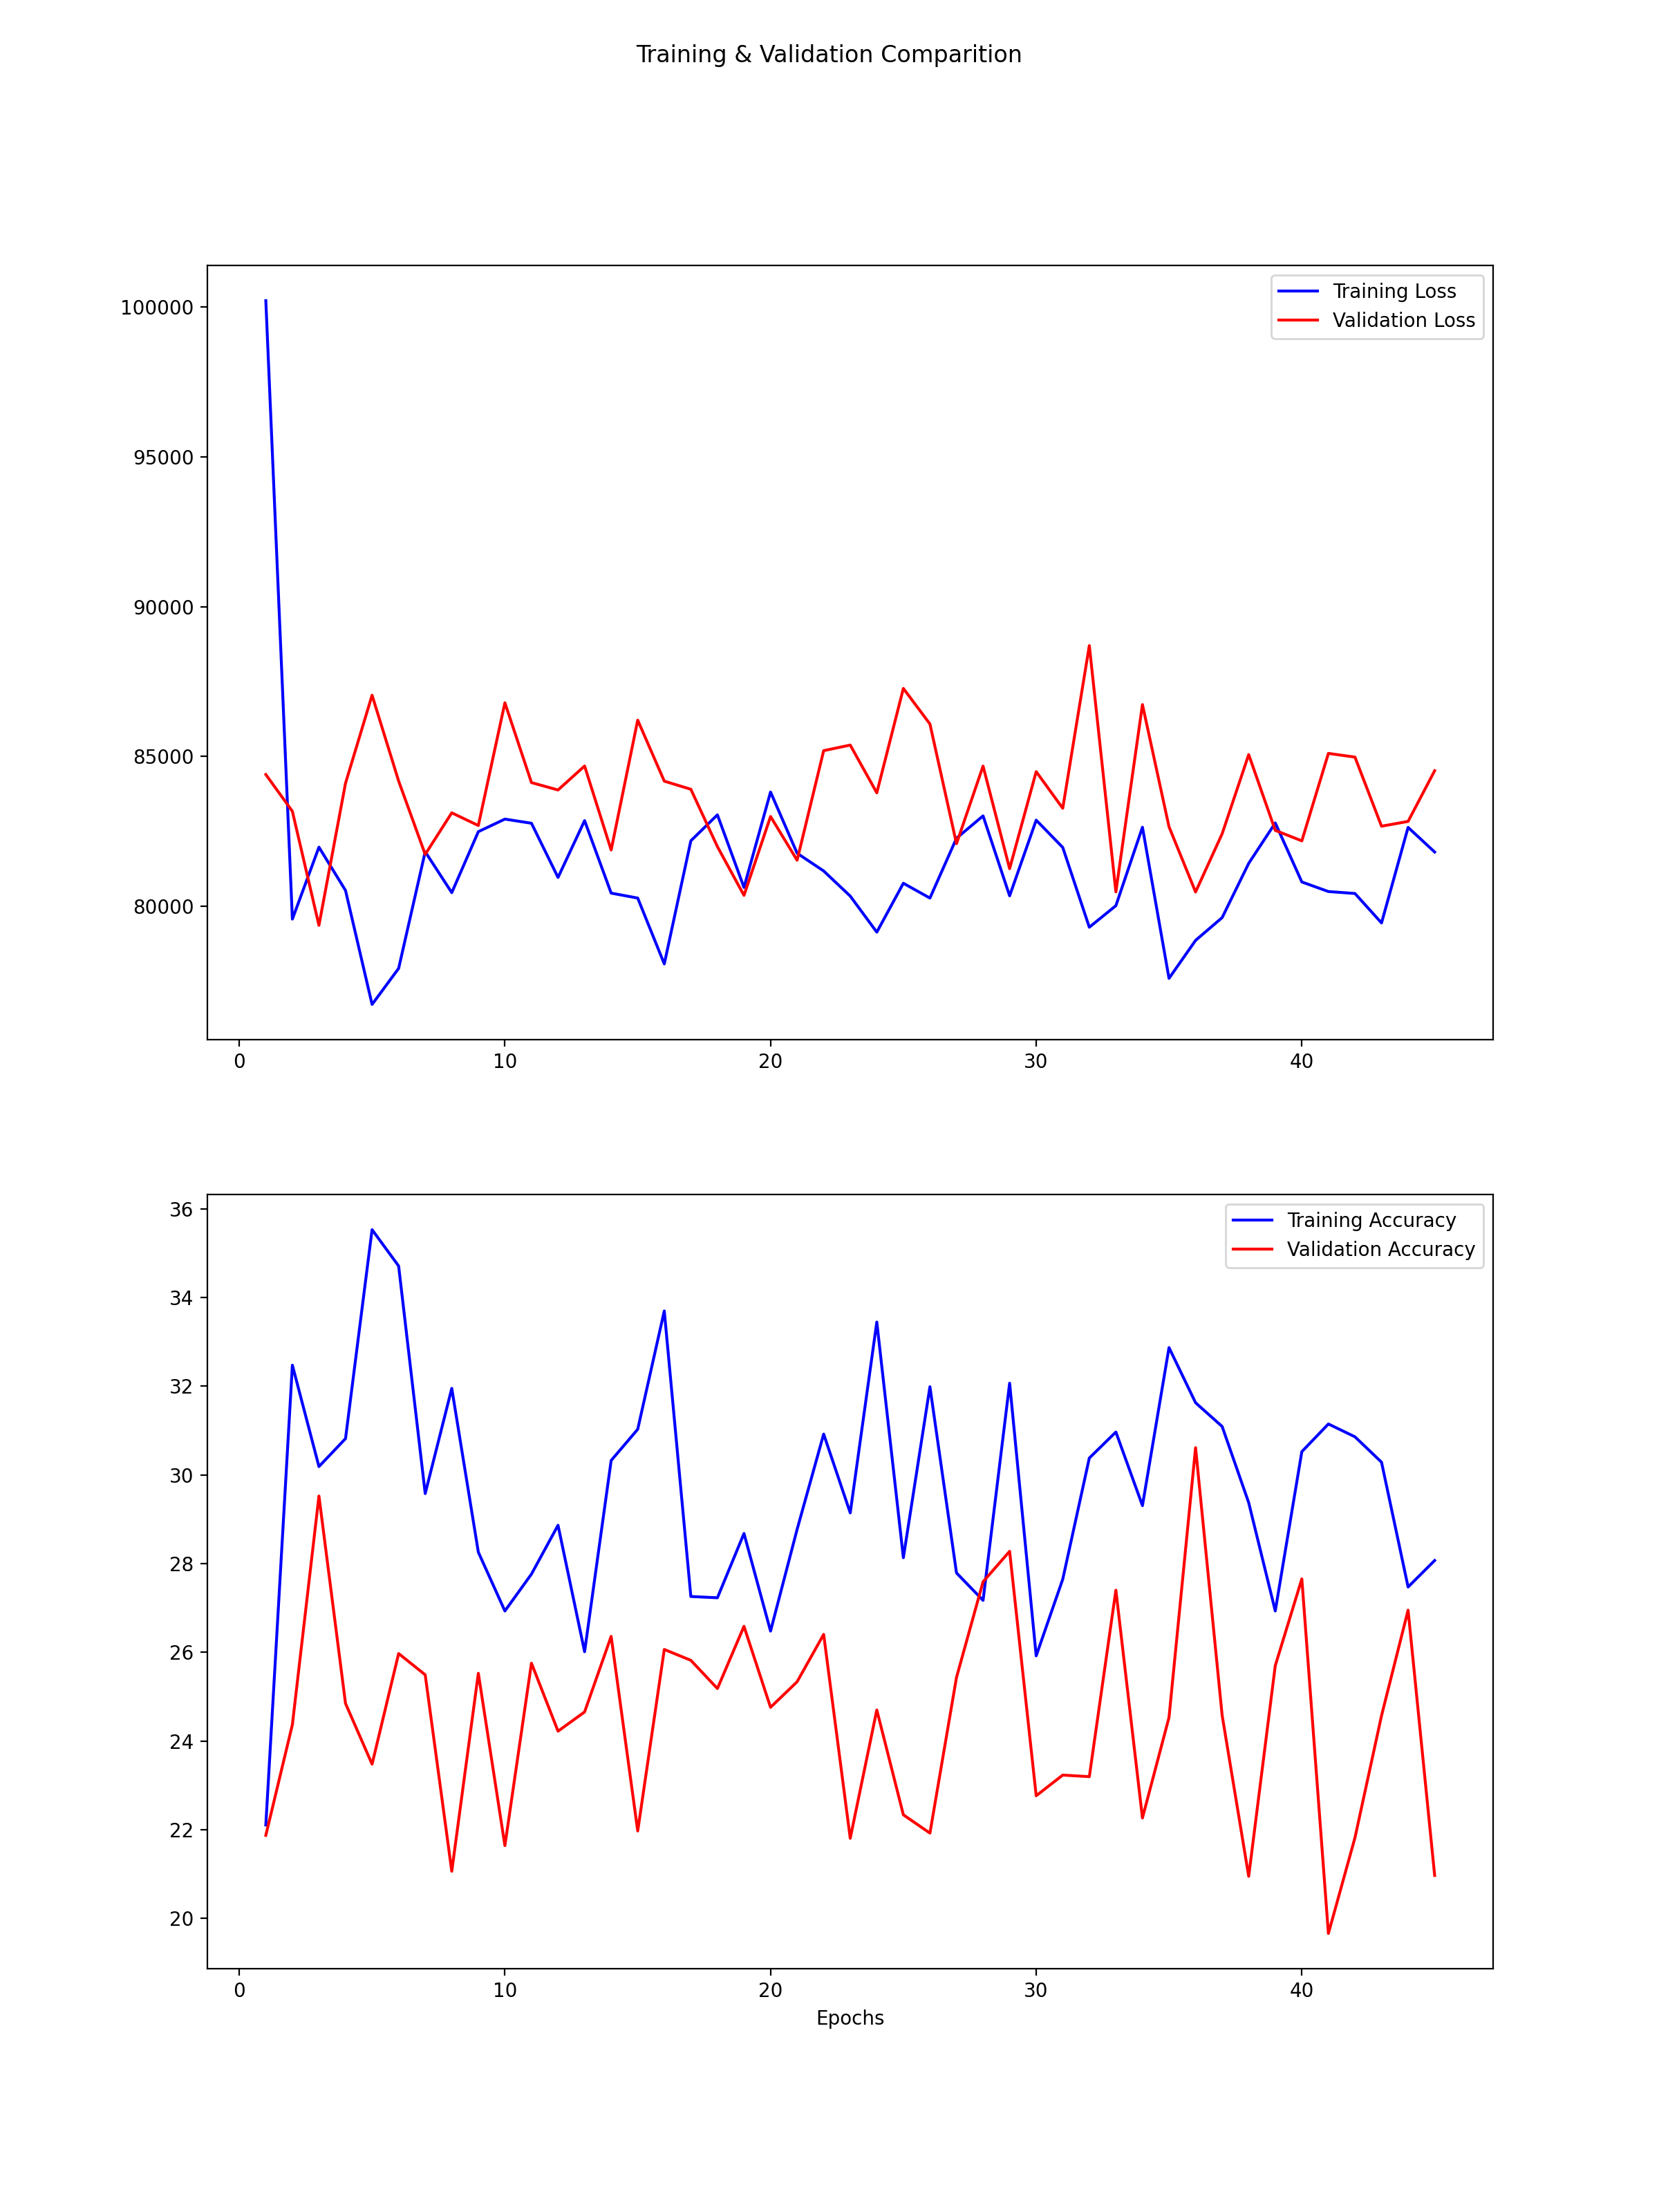 Training & Validation Comparition
Training Loss
Validation Loss
100000
95000
90000
85000
80000
0 10 20 30 40
Training Accuracy
Validation Accuracy
36
34
32
30
28
26
24
22
20
0 10 20 30 40
Epochs